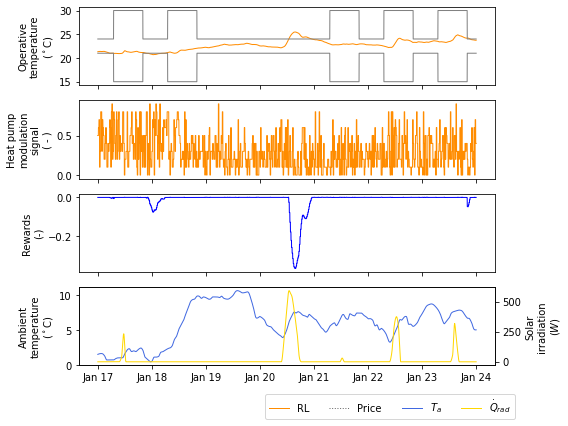 Operative
temperature
(°C)
30
25
20
15
Heat pump
modulation
signal
( - )
0.5
0.0
Rewards
(-)
0.0
−0.2
Ambient
temperature
(°C)
10
5
0
500
250
0
Solar
irradiation
(W)
Jan 17
Jan 18
Jan 19
Jan 20
Jan 21
Jan 22
Jan 23
Jan 24
RL
Price
T_a
Q̇_rad